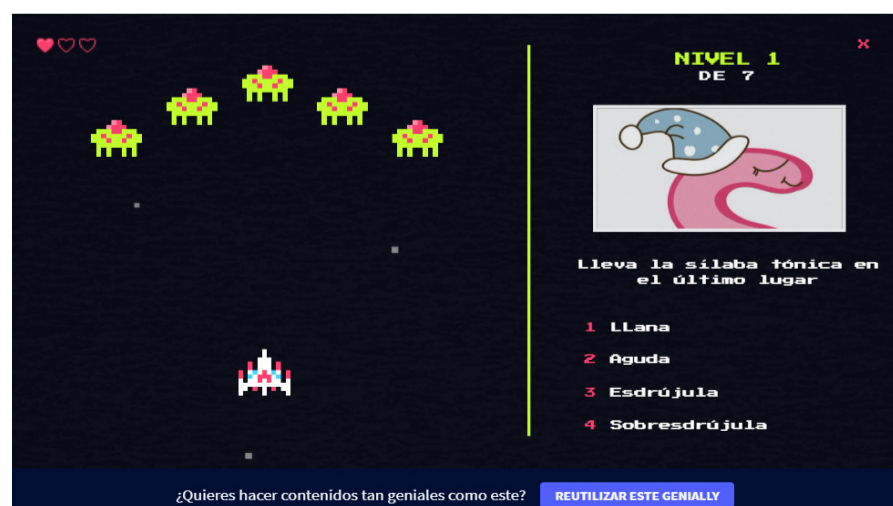 NIVEL 1
DE 7
Lleva la sílaba tónica en
el último lugar
1 LLana
2 Aguda
3 Esdrújula
4 Sobresdrújula
¿Quieres hacer contenidos tan geniales como este? REUTILIZAR ESTE GENIALLY